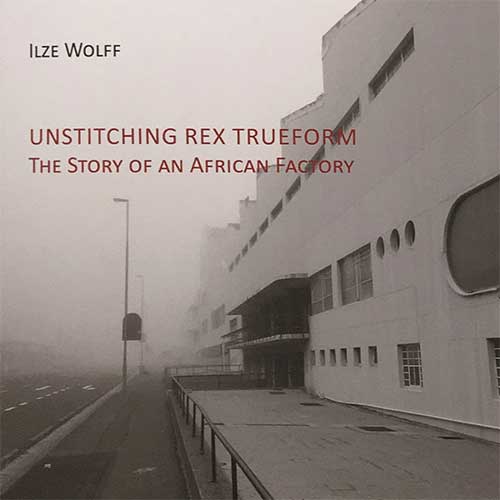 ILZE WOLFF
UNSTITCHING REX TRUEFORM
THE STORY OF AN AFRICAN FACTORY